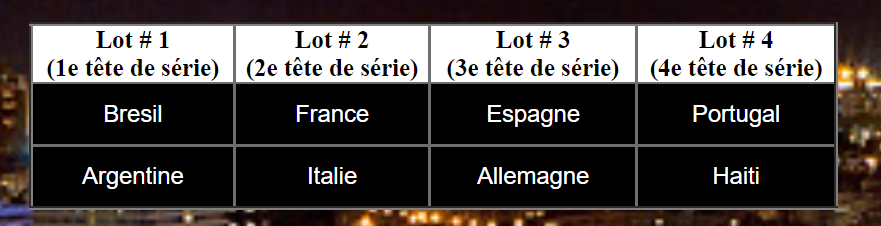 Lot # 1
(1e tête de série)
Lot # 2
(2e tête de série)
Lot # 3
(3e tête de série)
Lot # 4
(4e tête de série)
Bresil
France
Espagne
Portugal
Argentine
Italie
Allemagne
Haiti